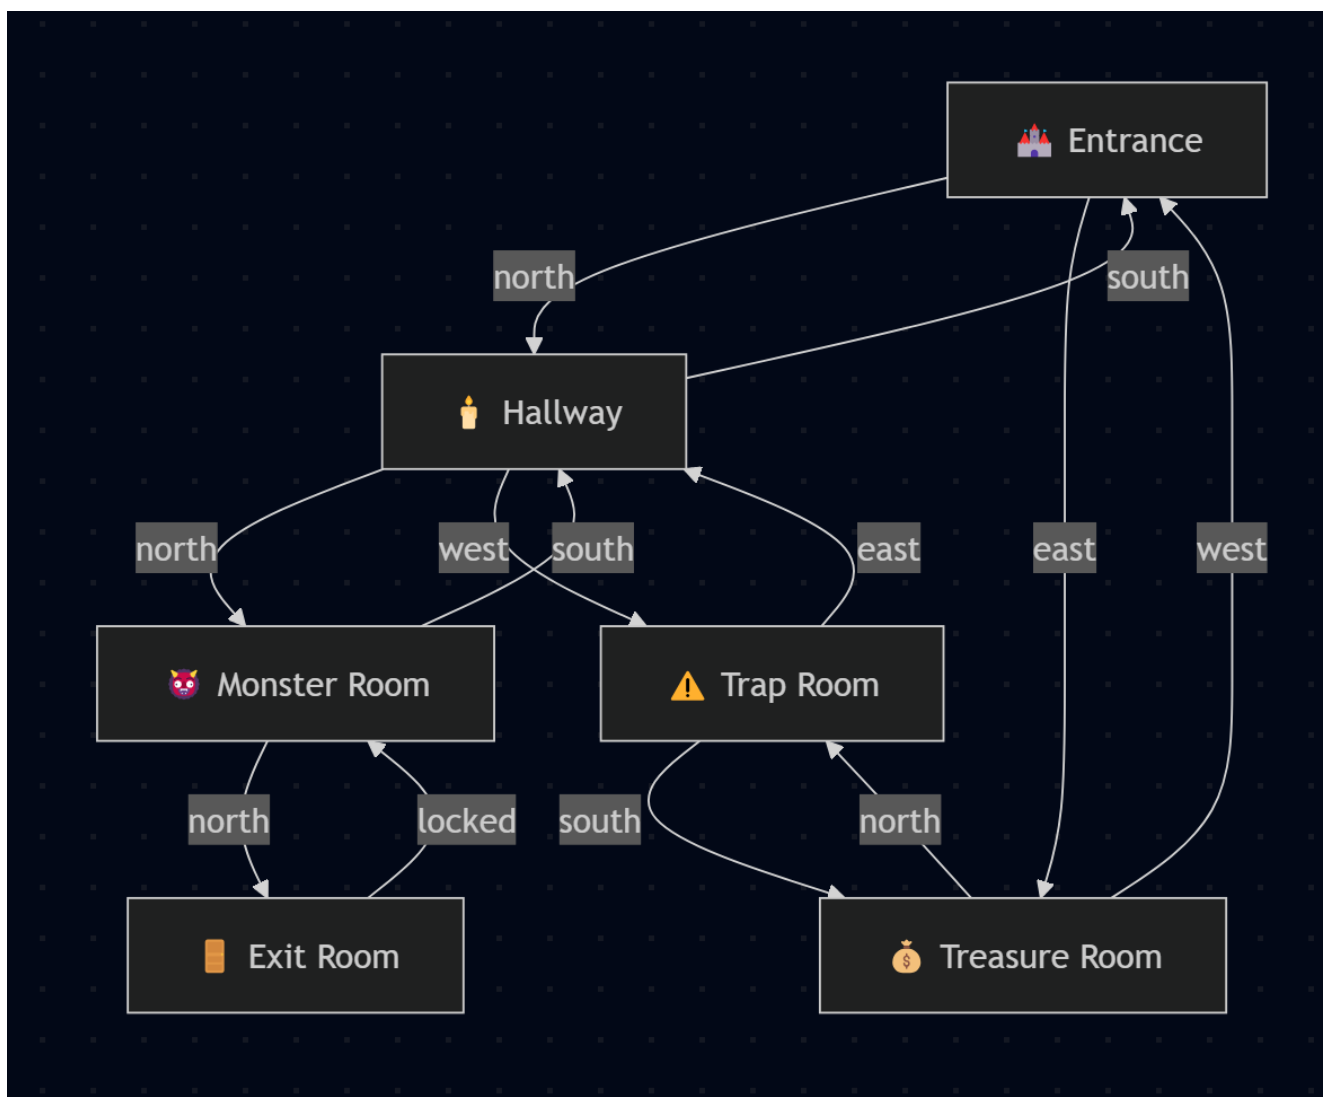 Entrance
north
south
Hallway
north
west
south
east
east
west
Monster Room
Trap Room
north
locked
south
north
Exit Room
Treasure Room